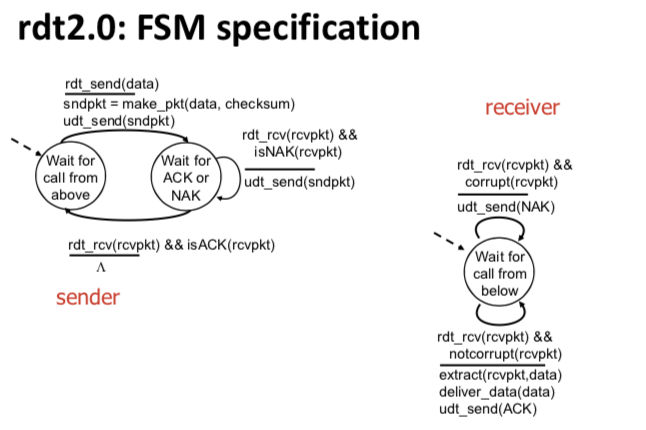 rdt2.0: FSM specification
rdt_send(data)
sndpkt = make_pkt(data, checksum)
udt_send(sndpkt)
Wait for
call from
above
Wait for
ACK or
NAK
rdt_rcv(rcvpkt) &&
isNAK(rcvpkt)
udt_send(sndpkt)
rdt_rcv(rcvpkt) && isACK(rcvpkt)
Λ
sender
receiver
rdt_rcv(rcvpkt) &&
corrupt(rcvpkt)
udt_send(NAK)
Wait for
call from
below
rdt_rcv(rcvpkt) &&
notcorrupt(rcvpkt)
extract(rcvpkt,data)
deliver_data(data)
udt_send(ACK)